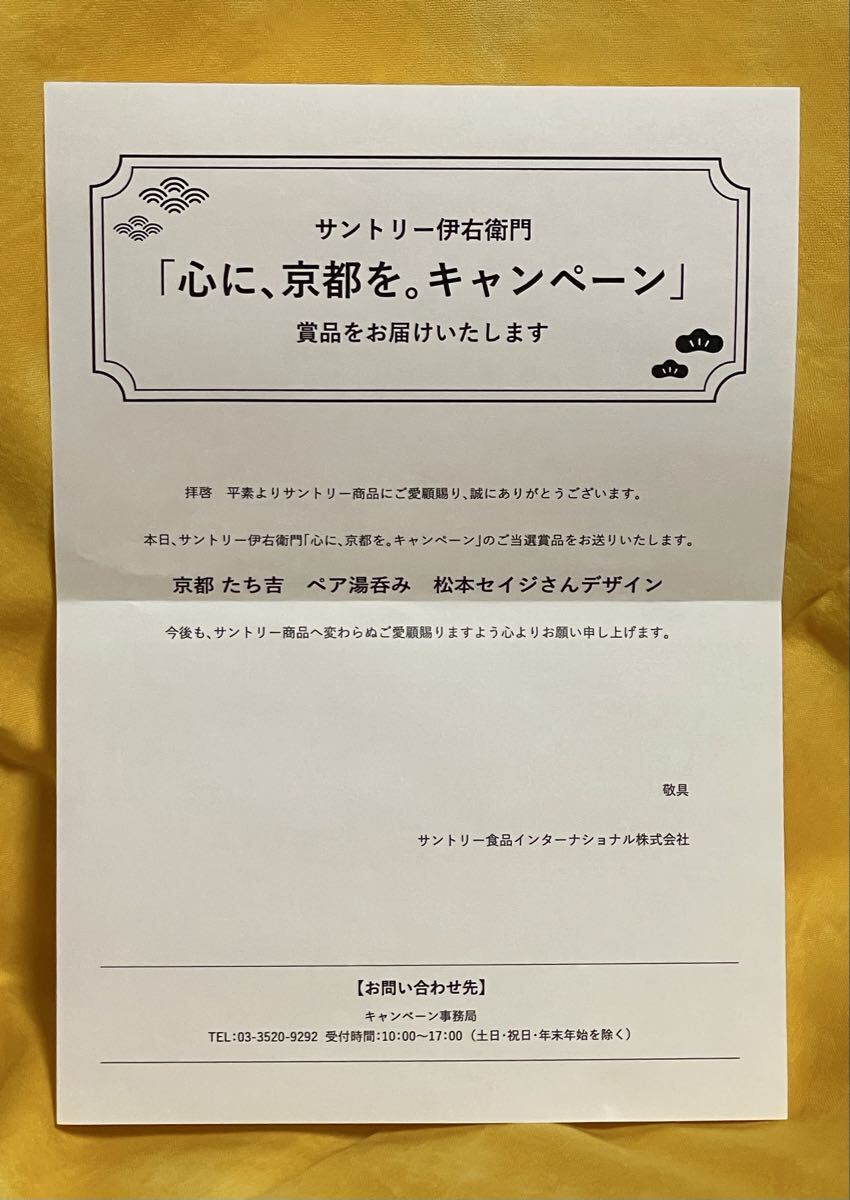 サントリー伊右衛門
「心に、京都を。キャンペーン」
賞品をお届けいたします
拝啓　平素よりサントリー商品にご愛顧賜り、誠にありがとうございます。
本日、サントリー伊右衛門「心に、京都を。キャンペーン」のご当選賞品をお送りいたします。
京都 たち吉　ペア湯呑み　松本セイジさんデザイン
今後も、サントリー商品へ変わらぬご愛顧賜りますよう心よりお願い申し上げます。
敬具
サントリー食品インターナショナル株式会社
【お問い合わせ先】
キャンペーン事務局
TEL:03-3520-9292 受付時間:10:00～17:00（土日・祝日・年末年始を除く）